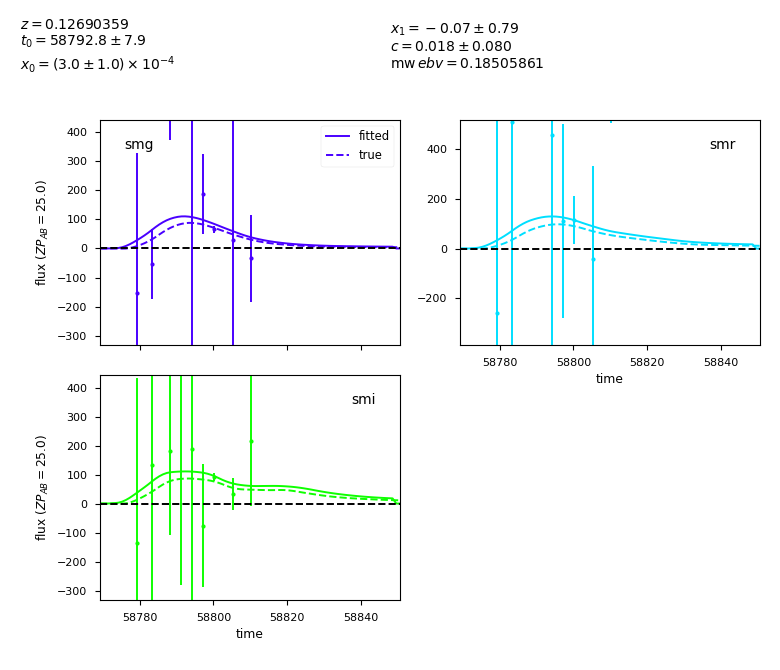 z = 0.12690359
t₀ = 58792.8 ± 7.9
x₀ = (3.0 ± 1.0) × 10⁻⁴
x₁ = −0.07 ± 0.79
c = 0.018 ± 0.080
mw ebv = 0.18505861
smg
fitted
true
400
300
200
100
0
−100
−200
−300
flux (ZP_AB = 25.0)
smr
400
200
0
−200
58780 58800 58820 58840
time
smi
400
300
200
100
0
−100
−200
−300
flux (ZP_AB = 25.0)
58780 58800 58820 58840
time